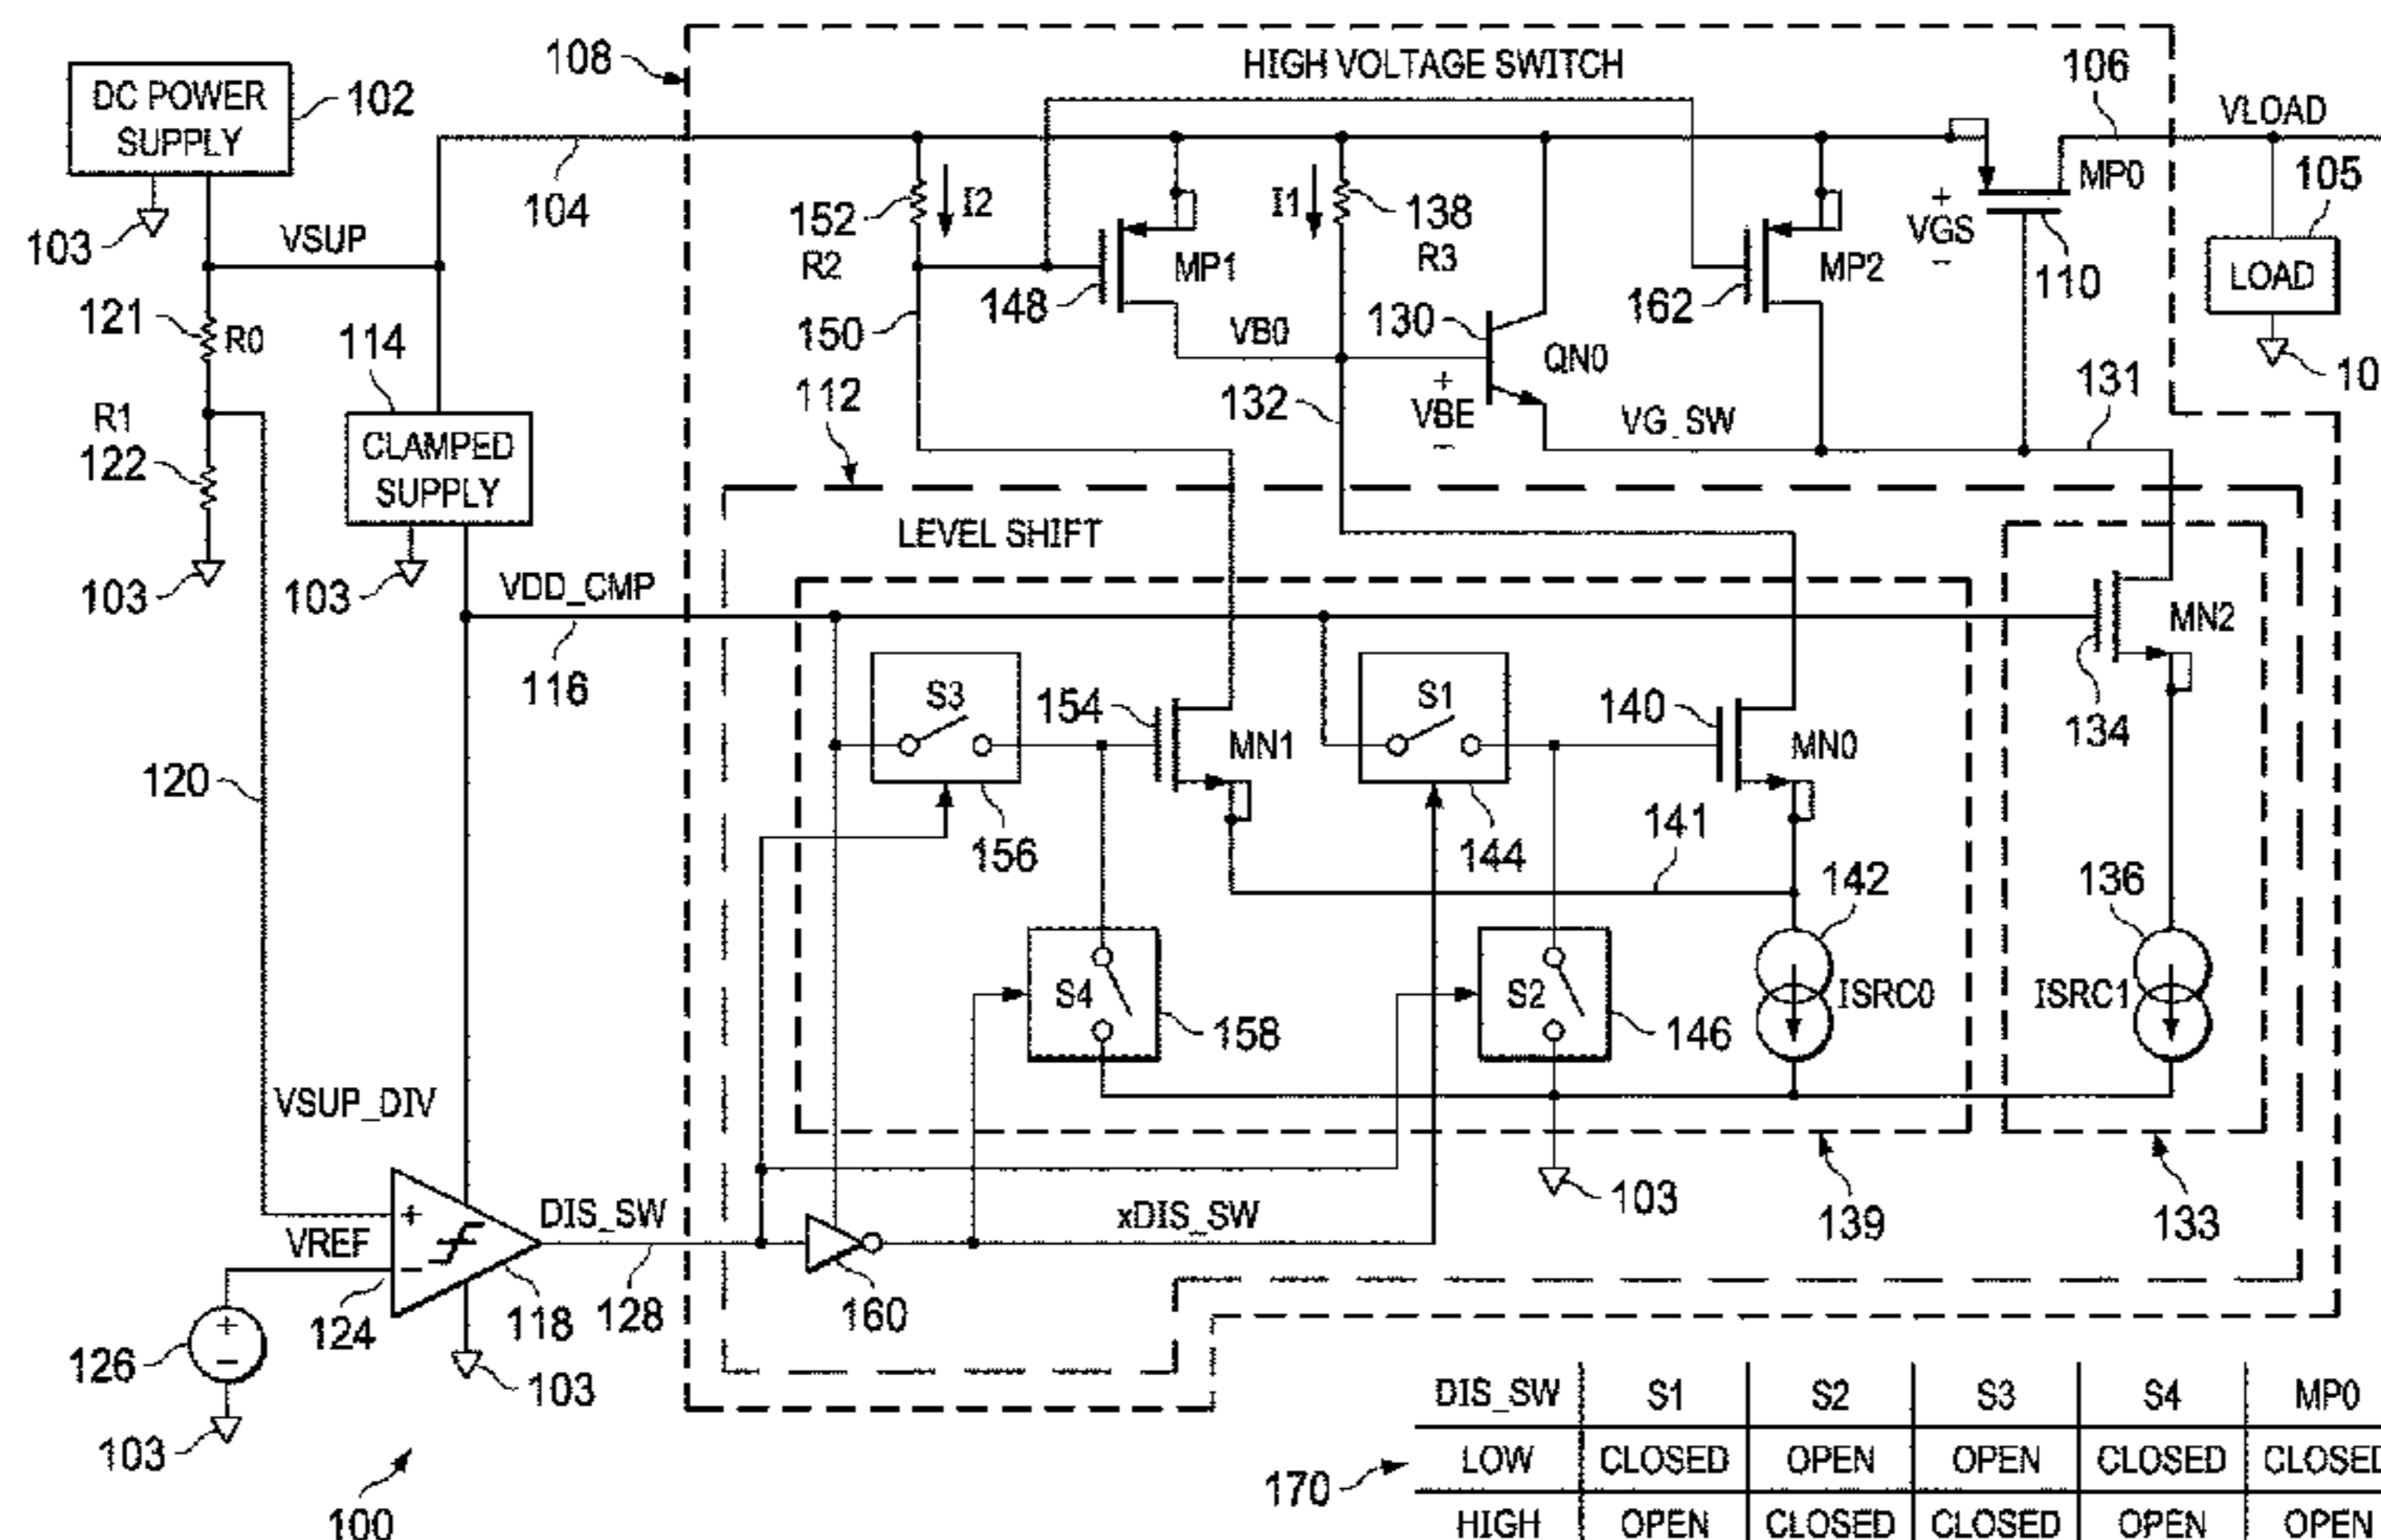 HIGH VOLTAGE SWITCH
108
106
VLOAD
DC POWER
SUPPLY
102
104
103
VSUP
152
I2
R2
148
MP1
I1
138
R3
162
MP2
+
VGS
−
MP0
110
105
LOAD
10
121
R0
114
150
VB0
130
QN0
112
132
+
VBE
−
VG_SW
131
R1
122
CLAMPED
SUPPLY
103
103
LEVEL SHIFT
VDD_CMP
116
S3
154
MN1
156
S1
144
140
MN0
MN2
134
120
141
142
136
S4
158
S2
146
ISRC0
ISRC1
VSUP_DIV
103
139
133
+
VREF
−
124
118
DIS_SW
128
160
xDIS_SW
126
+
−
103
103
100
170
DIS_SW S1 S2 S3 S4 MP0
LOW CLOSED OPEN OPEN CLOSED CLOSED
HIGH OPEN CLOSED CLOSED OPEN OPEN